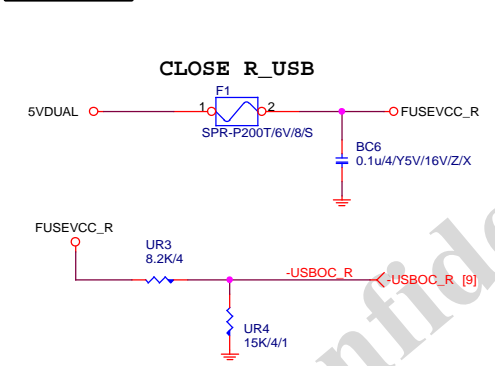 CLOSE R_USB
F1
5VDUAL 1 2 FUSEVCC_R
SPR-P200T/6V/8/S
BC6
0.1u/4/Y5V/16V/Z/X
FUSEVCC_R
UR3
8.2K/4
-USBOC_R -USBOC_R [9]
UR4
15K/4/1
nfide